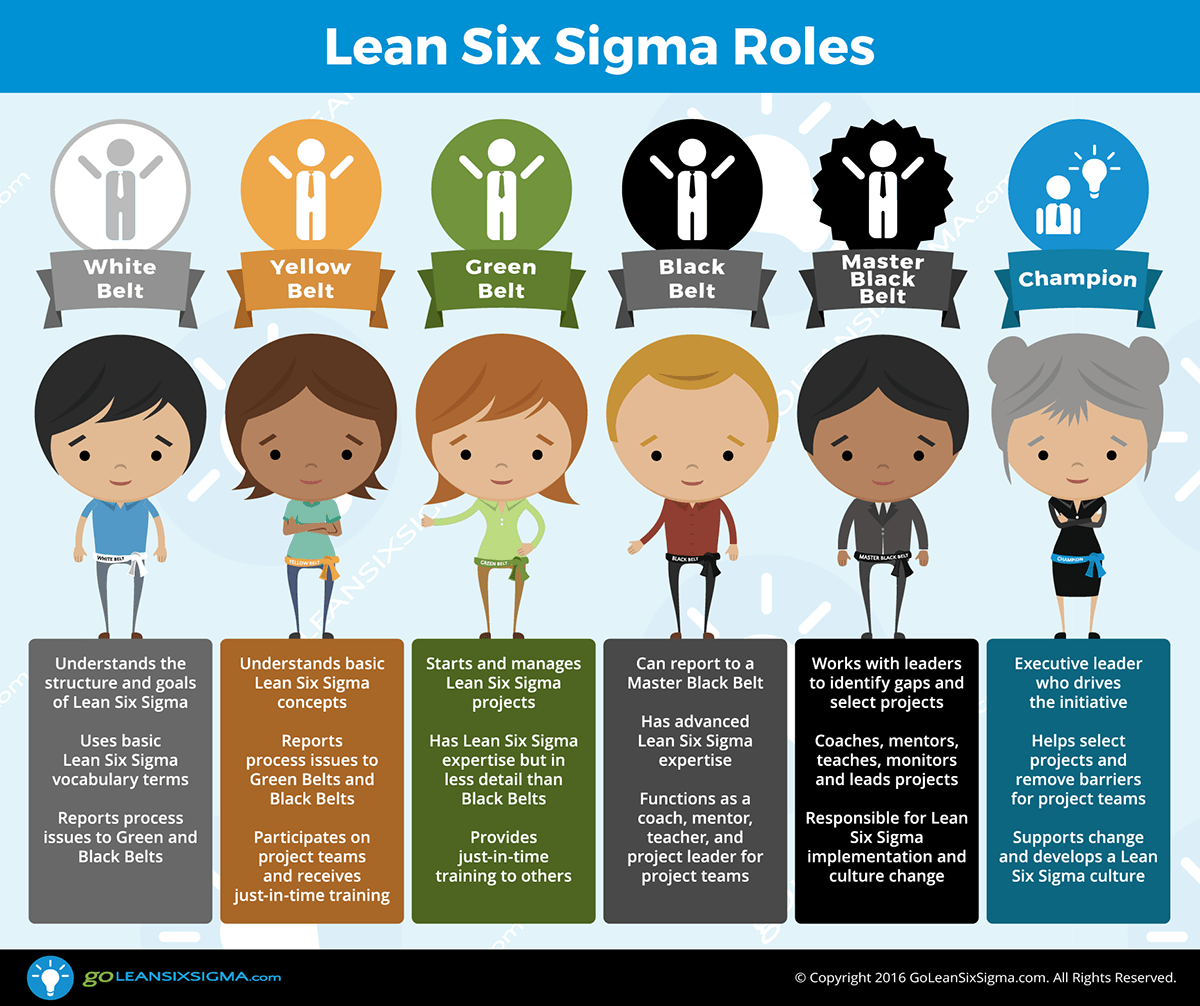 Lean Six Sigma Roles
White
Belt
Yellow
Belt
Green
Belt
Black
Belt
Master
Black
Belt
Champion
WHITE BELT
YELLOW BELT
GREEN BELT
BLACK BELT
MASTER BLACK BELT
CHAMPION
Understands the
structure and goals
of Lean Six Sigma
Uses basic
Lean Six Sigma
vocabulary terms
Reports process
issues to Green and
Black Belts
Understands basic
Lean Six Sigma
concepts
Reports
process issues to
Green Belts and
Black Belts
Participates on
project teams
and receives
just-in-time training
Starts and manages
Lean Six Sigma
projects
Has Lean Six Sigma
expertise but in
less detail than
Black Belts
Provides
just-in-time
training to others
Can report to a
Master Black Belt
Has advanced
Lean Six Sigma
expertise
Functions as a
coach, mentor,
teacher, and
project leader for
project teams
Works with leaders
to identify gaps and
select projects
Coaches, mentors,
teaches, monitors
and leads projects
Responsible for Lean
Six Sigma
implementation and
culture change
Executive leader
who drives
the initiative
Helps select
projects and
remove barriers
for project teams
Supports change
and develops a Lean
Six Sigma culture
goLEANSIXSIGMA.com
© Copyright 2016 GoLeanSixSigma.com. All Rights Reserved.